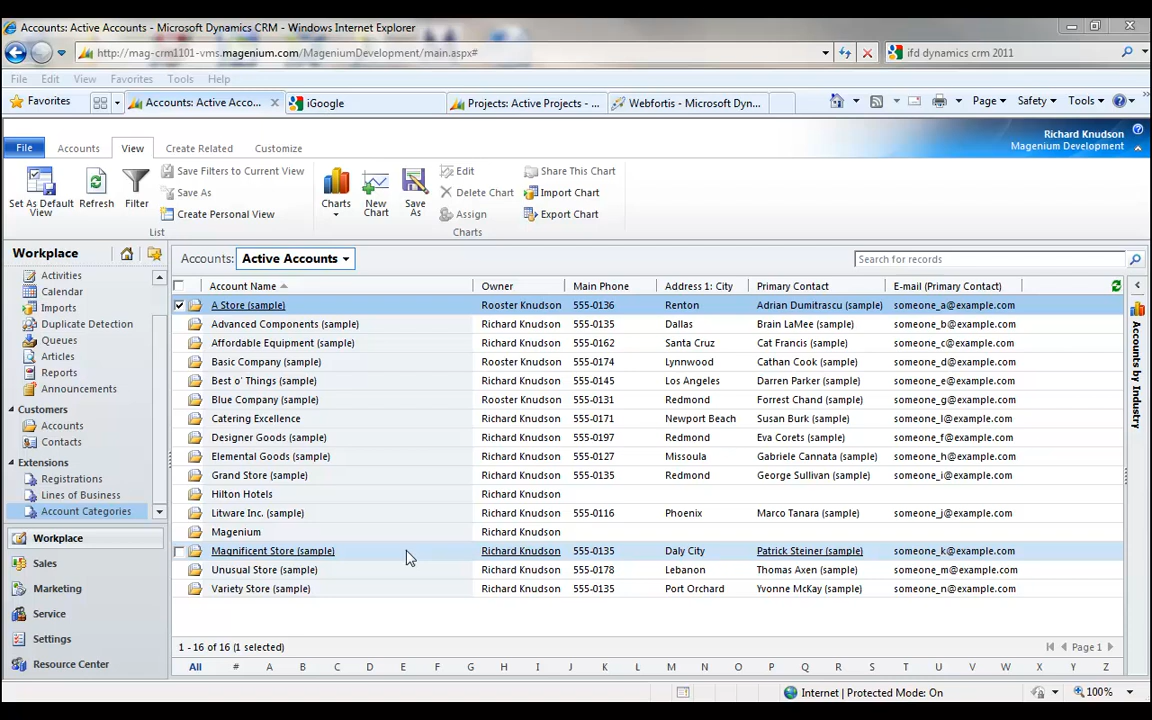 Accounts: Active Accounts - Microsoft Dynamics CRM - Windows Internet Explorer
http://mag-crm1101-vms.magenium.com/MageniumDevelopment/main.aspx#
ifd dynamics crm 2011
File Edit View Favorites Tools Help
Favorites
Accounts: Active Acco... iGoogle Projects: Active Projects - ... Webfortis - Microsoft Dyn...
Page Safety Tools
Richard Knudson
Magenium Development
File Accounts View Create Related Customize
Set As Default View
Refresh
Filter
Save Filters to Current View
Save As
Create Personal View
List
Charts
New Chart
Save As
Edit
Delete Chart
Assign
Share This Chart
Import Chart
Export Chart
Charts
Workplace
Activities
Calendar
Imports
Duplicate Detection
Queues
Articles
Reports
Announcements
Customers
Accounts
Contacts
Extensions
Registrations
Lines of Business
Account Categories
Workplace
Sales
Marketing
Service
Settings
Resource Center
Accounts: Active Accounts
Search for records
Account Name Owner Main Phone Address 1: City Primary Contact E-mail (Primary Contact)
A Store (sample) Rooster Knudson 555-0136 Renton Adrian Dumitrascu (sample) someone_a@example.com
Advanced Components (sample) Richard Knudson 555-0135 Dallas Brain LaMee (sample) someone_b@example.com
Affordable Equipment (sample) Richard Knudson 555-0162 Santa Cruz Cat Francis (sample) someone_c@example.com
Basic Company (sample) Rooster Knudson 555-0174 Lynnwood Cathan Cook (sample) someone_d@example.com
Best o' Things (sample) Richard Knudson 555-0145 Los Angeles Darren Parker (sample) someone_e@example.com
Blue Company (sample) Rooster Knudson 555-0131 Redmond Forrest Chand (sample) someone_g@example.com
Catering Excellence Richard Knudson 555-0171 Newport Beach Susan Burk (sample) someone_l@example.com
Designer Goods (sample) Richard Knudson 555-0197 Redmond Eva Corets (sample) someone_f@example.com
Elemental Goods (sample) Richard Knudson 555-0127 Missoula Gabriele Cannata (sample) someone_h@example.com
Grand Store (sample) Richard Knudson 555-0135 Redmond George Sullivan (sample) someone_i@example.com
Hilton Hotels Richard Knudson
Litware Inc. (sample) Richard Knudson 555-0116 Phoenix Marco Tanara (sample) someone_j@example.com
Magenium Richard Knudson
Magnificent Store (sample) Richard Knudson 555-0135 Daly City Patrick Steiner (sample) someone_k@example.com
Unusual Store (sample) Richard Knudson 555-0178 Lebanon Thomas Axen (sample) someone_m@example.com
Variety Store (sample) Richard Knudson 555-0135 Port Orchard Yvonne McKay (sample) someone_n@example.com
Accounts by Industry
1 - 16 of 16 (1 selected)
Page 1
All # A B C D E F G H I J K L M N O P Q R S T U V W X Y Z
Internet | Protected Mode: On
100%